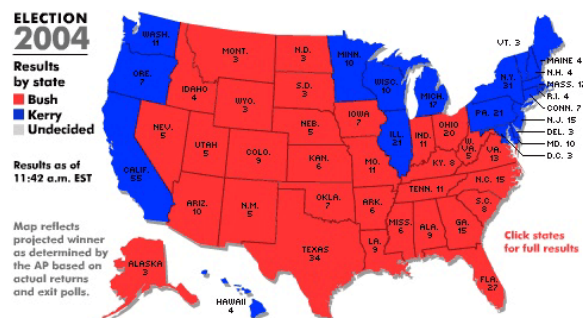 ELECTION
2004
Results
by state
Bush
Kerry
Undecided
Results as of
11:42 a.m. EST
Map reflects
projected winner
as determined by
the AP based on
actual returns
and exit polls.
Click states
for full results
WASH.
11
ORE.
7
CALIF.
55
NEV.
5
IDAHO
4
MONT.
3
WYO.
3
UTAH
5
COLO.
9
ARIZ.
10
N.M.
5
N.D.
3
S.D.
3
NEB.
5
KAN.
6
OKLA.
7
TEXAS
34
MINN.
10
IOWA
7
MO.
11
ARK.
6
LA.
9
WISC.
10
ILL.
21
MICH.
17
IND.
11
OHIO
20
KY. 8
TENN. 11
MISS.
6
ALA.
9
GA.
15
FLA.
27
S.C.
8
N.C. 15
VA.
13
W.
VA.
5
PA. 21
N.Y.
31
VT. 3
MAINE 4
N.H. 4
MASS. 12
R.I. 4
CONN. 7
N.J. 15
DEL. 3
MD. 10
D.C. 3
ALASKA
3
HAWAII
4